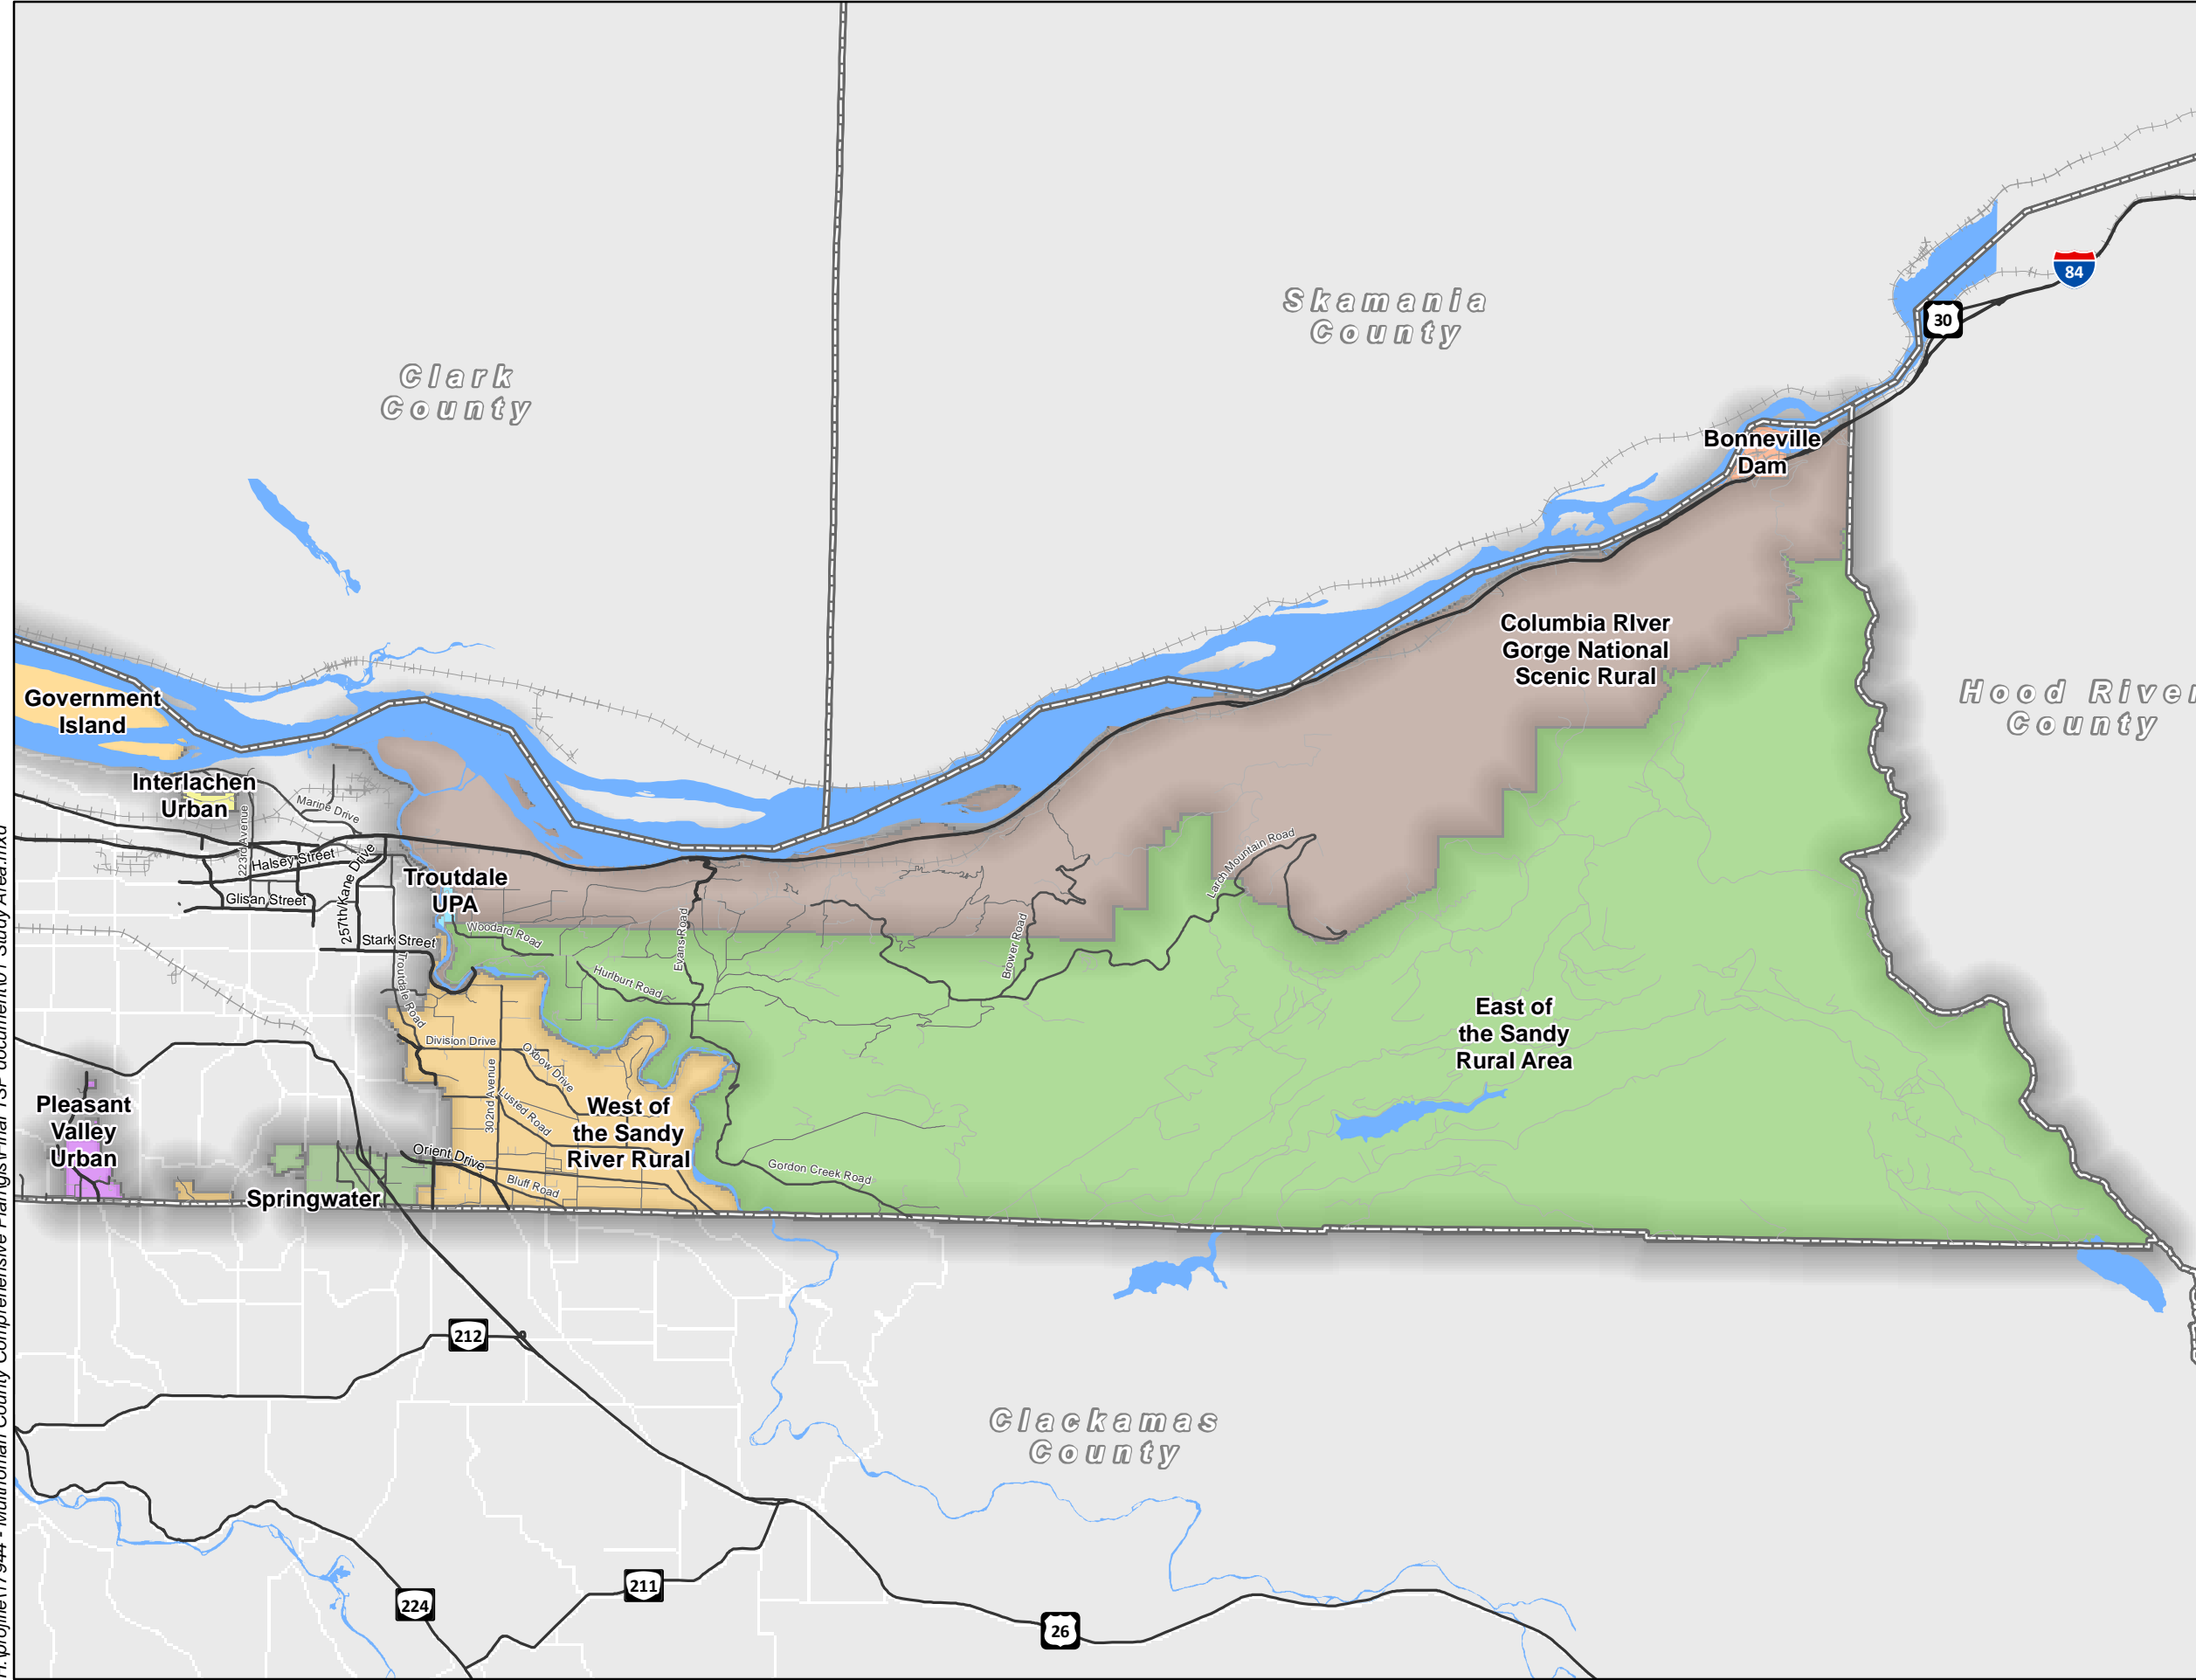 Skamania
County
84
30
Clark
County
Bonneville
Dam
Columbia RIver
Gorge National
Scenic Rural
Hood River
County
Government
Island
Interlachen
Urban
Marine Drive
223rd Avenue
Halsey Street
257th/Kane Drive
Glisan Street
Troutdale
UPA
Larch Mountain Road
Stark Street
Woodard Road
Evans Road
Brower Road
Troutdale Road
Hurlburt Road
East of
the Sandy
Rural Area
Division Drive
Oxbow Drive
302nd Avenue
Lusted Road
Pleasant
Valley
Urban
West of
the Sandy
River Rural
Orient Drive
Bluff Road
Gordon Creek Road
Springwater
212
Clackamas
County
211
224
26